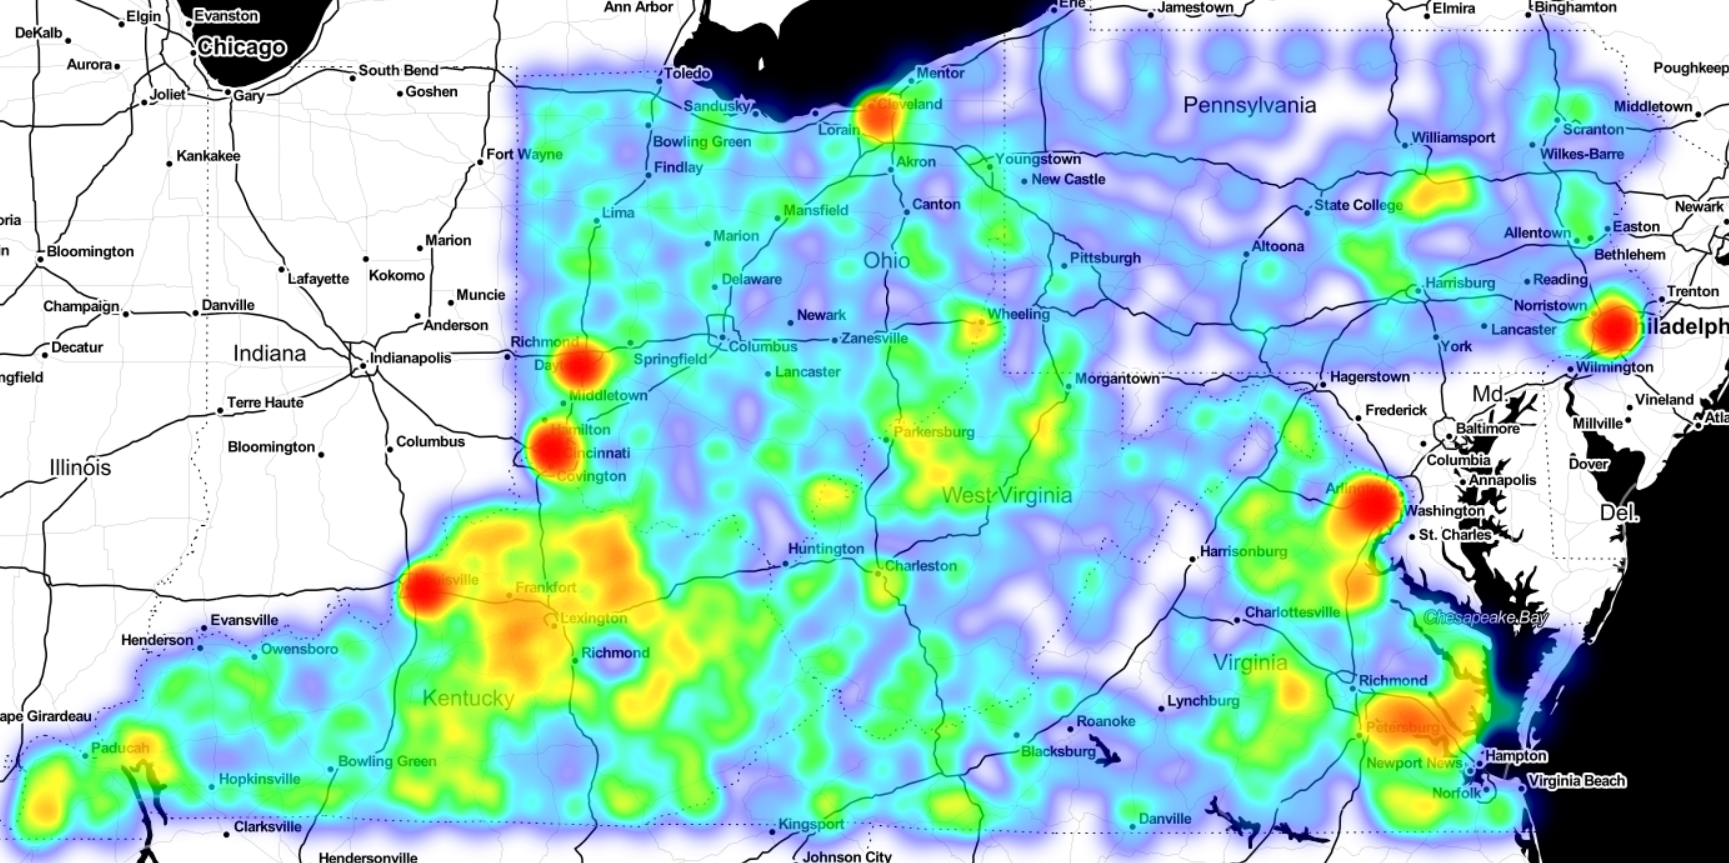 Ann Arbor
Erie
Jamestown
Elmira
Binghamton
Elgin
Evanston
DeKalb
Chicago
Aurora
South Bend
Toledo
Mentor
Poughkeep
Joliet
Gary
Goshen
Sandusky
Cleveland
Pennsylvania
Middletown
Lorain
Scranton
Williamsport
Bowling Green
Kankakee
Fort Wayne
Akron
Youngstown
Wilkes-Barre
Findlay
New Castle
State College
Newark
oria
Lima
Mansfield
Canton
Allentown
Easton
Marion
Marion
in
Bloomington
Ohio
Pittsburgh
Altoona
Bethlehem
Lafayette
Kokomo
Delaware
Harrisburg
Reading
Trenton
Muncie
Champaign
Danville
Newark
Wheeling
Norristown
Anderson
Lancaster
iladelph
Decatur
Indiana
Indianapolis
Richmond
Springfield
Columbus
Zanesville
York
ngfield
Day
Lancaster
Morgantown
Hagerstown
Wilmington
Terre Haute
Middletown
Md.
Vineland
Frederick
Atla
Millville
Bloomington
Columbus
Hamilton
Parkersburg
Baltimore
Illinois
Cincinnati
Columbia
Dover
Covington
Annapolis
West Virginia
Arlin
Washington
Del.
St. Charles
Huntington
Harrisonburg
Charleston
isville
Frankfort
Evansville
Lexington
Charlottesville
Chesapeake Bay
Henderson
Owensboro
Richmond
Virginia
Kentucky
Richmond
Lynchburg
ape Girardeau
Roanoke
Petersburg
Paducah
Blacksburg
Hampton
Bowling Green
Newport News
Hopkinsville
Virginia Beach
Norfolk
Clarksville
Kingsport
Danville
Hendersonville
Johnson City